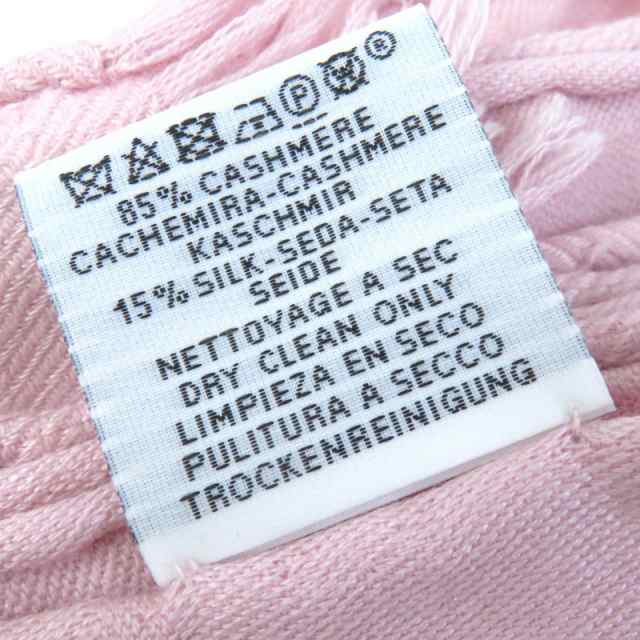 85% CASHMERE
CACHEMIRA-CASHMERE
KASCHMIR
15% SILK-SEDA-SETA
SEIDE
NETTOYAGE A SEC
DRY CLEAN ONLY
LIMPIEZA EN SECO
PULITURA A SECCO
TROCKENREINIGUNG